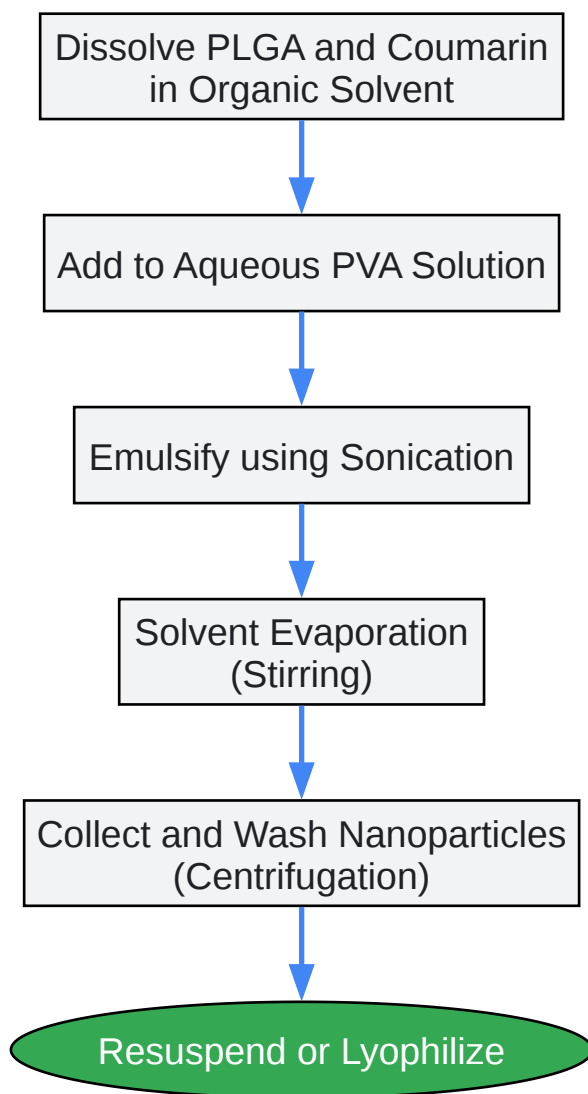 Dissolve PLGA and Coumarin
in Organic Solvent
Add to Aqueous PVA Solution
Emulsify using Sonication
Solvent Evaporation
(Stirring)
Collect and Wash Nanoparticles
(Centrifugation)
Resuspend or Lyophilize